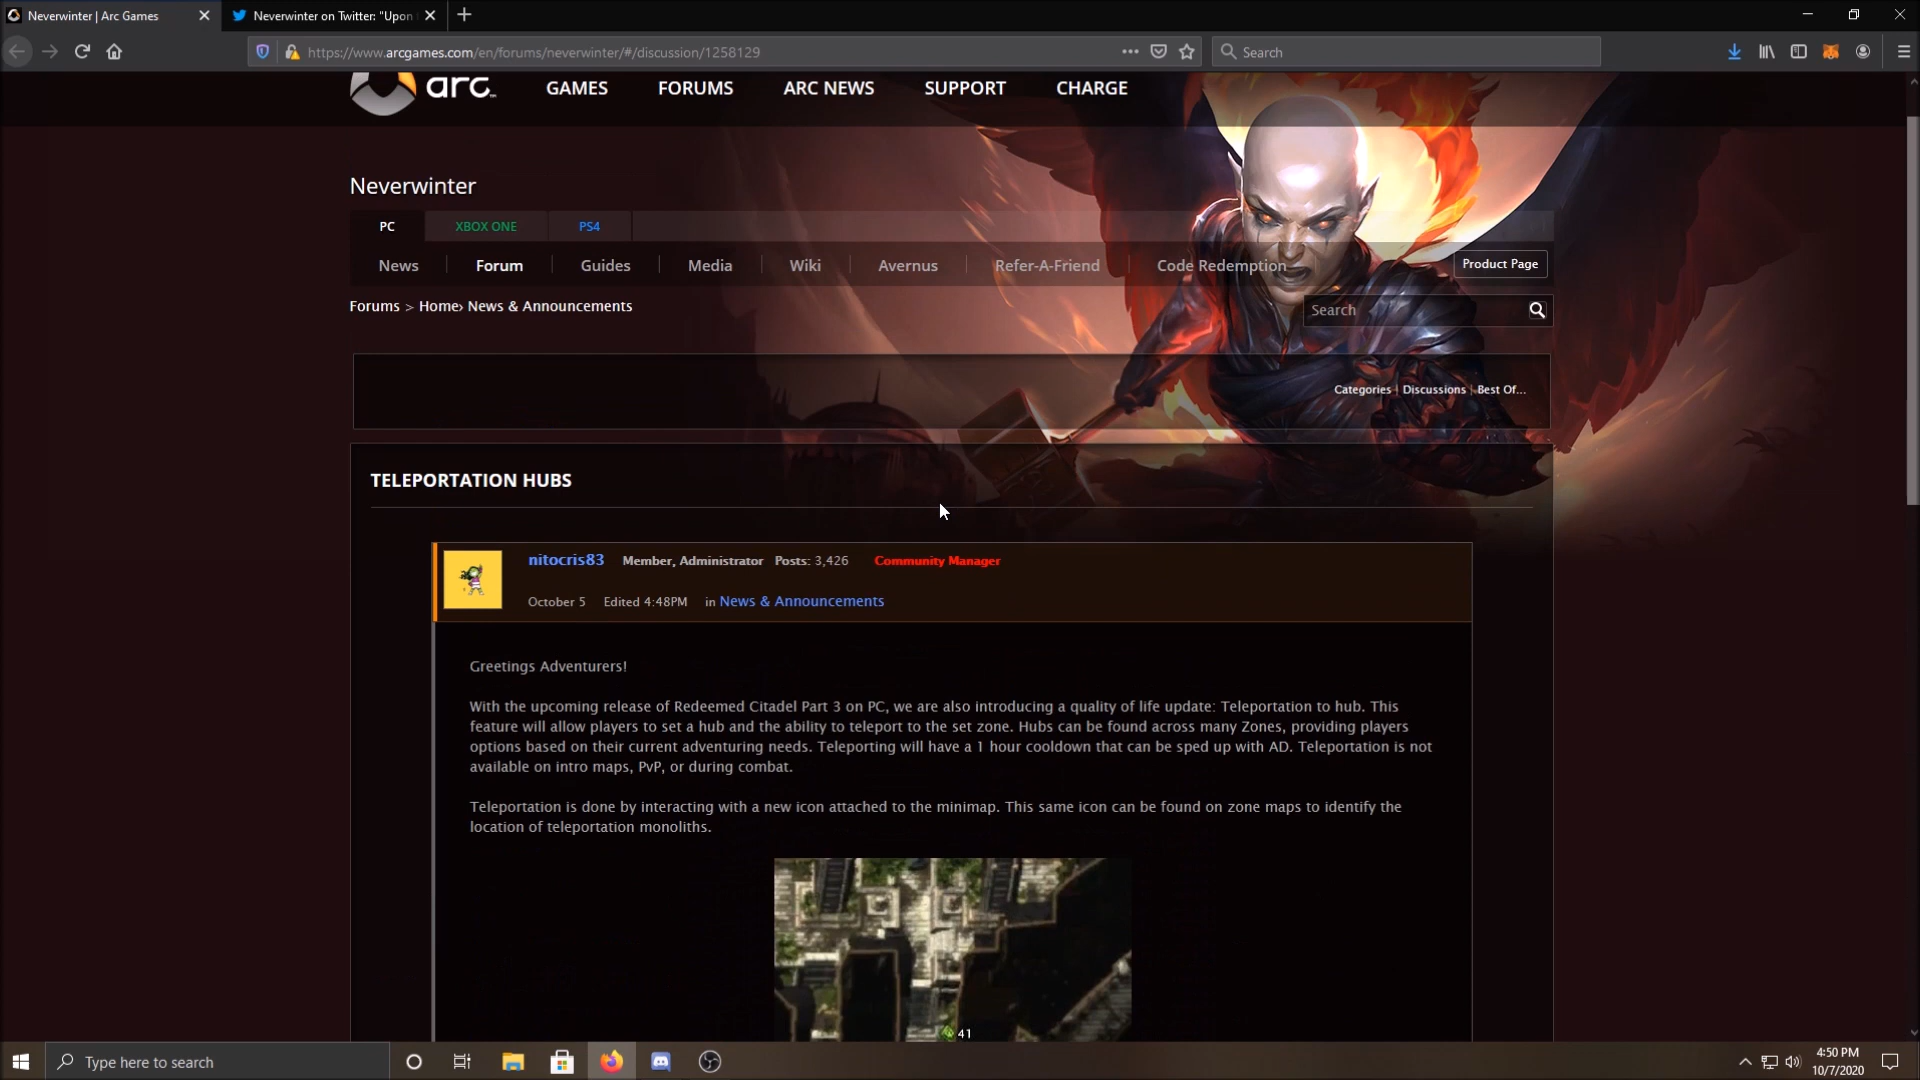 Neverwinter | Arc Games
Neverwinter on Twitter: "Upon
https://www.arcgames.com/en/forums/neverwinter/#/discussion/1258129
Search
arc
GAMES
FORUMS
ARC NEWS
SUPPORT
CHARGE
Neverwinter
PC
XBOX ONE
PS4
News
Forum
Guides
Media
Wiki
Avernus
Refer-A-Friend
Code Redemption
Product Page
Forums > Home› News & Announcements
Search
Categories | Discussions | Best Of...
TELEPORTATION HUBS
nitocris83 Member, Administrator Posts: 3,426 Community Manager
October 5 Edited 4:48PM in News & Announcements
Greetings Adventurers!
With the upcoming release of Redeemed Citadel Part 3 on PC, we are also introducing a quality of life update: Teleportation to hub. This
feature will allow players to set a hub and the ability to teleport to the set zone. Hubs can be found across many Zones, providing players
options based on their current adventuring needs. Teleporting will have a 1 hour cooldown that can be sped up with AD. Teleportation is not
available on intro maps, PvP, or during combat.
Teleportation is done by interacting with a new icon attached to the minimap. This same icon can be found on zone maps to identify the
location of teleportation monoliths.
41
Type here to search
4:50 PM
10/7/2020